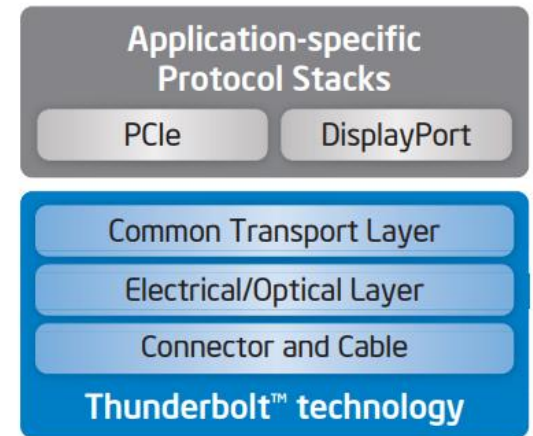 Application-specific
Protocol Stacks
PCIe
DisplayPort
Common Transport Layer
Electrical/Optical Layer
Connector and Cable
Thunderbolt™ technology